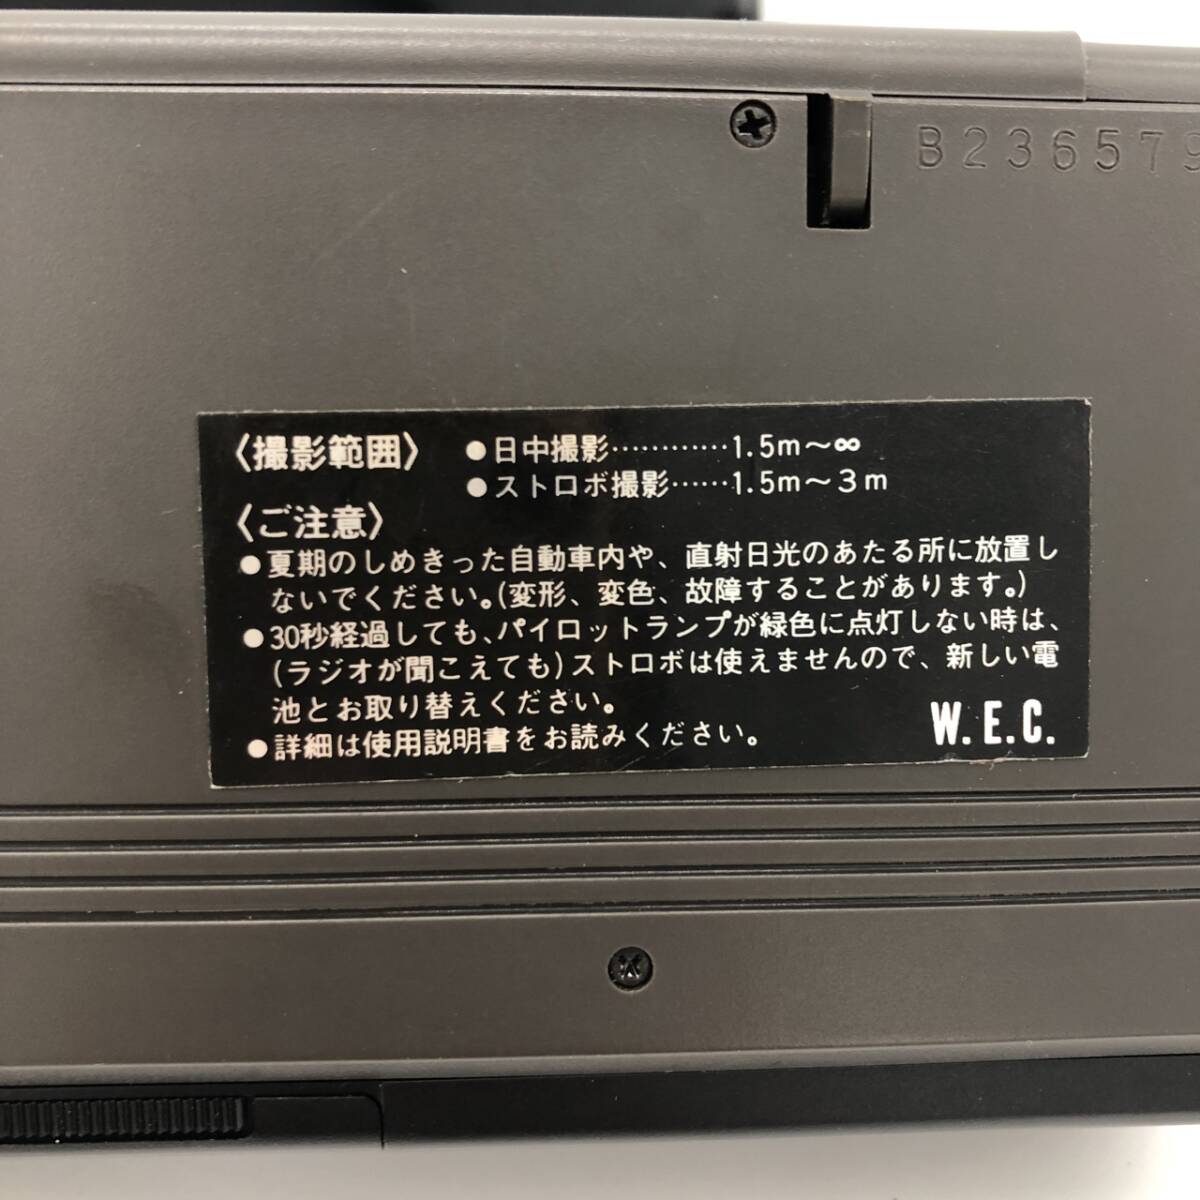 B236579
〈撮影範囲〉 ●日中撮影…………1.5m～∞
●ストロボ撮影……1.5m～3m
〈ご注意〉
●夏期のしめきった自動車内や、直射日光のあたる所に放置し
ないでください。(変形、変色、故障することがあります。)
●30秒経過しても、パイロットランプが緑色に点灯しない時は、
(ラジオが聞こえても)ストロボは使えませんので、新しい電
池とお取り替えください。
●詳細は使用説明書をお読みください。
W.E.C.